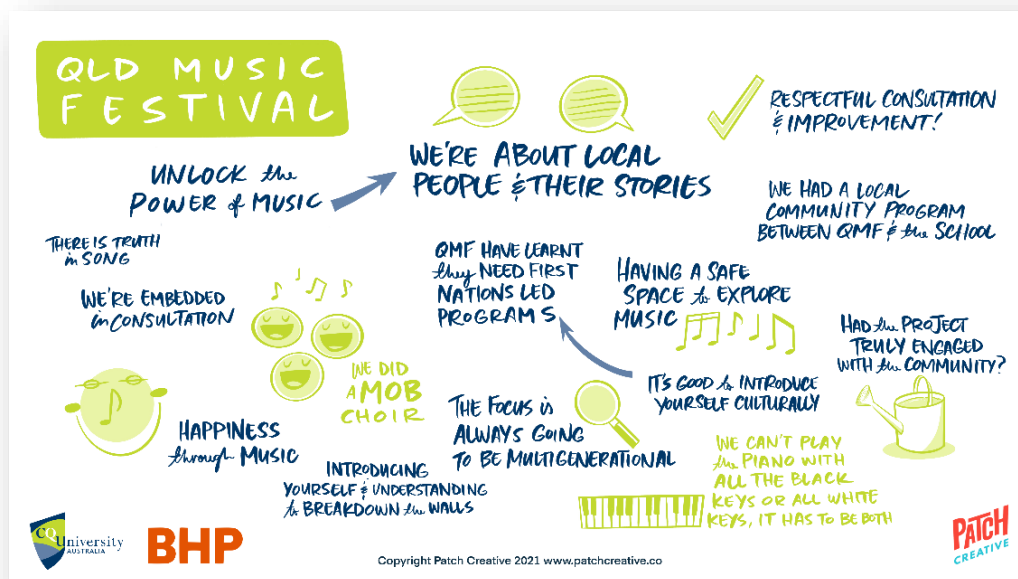 QLD MUSIC
FESTIVAL
UNLOCK the
POWER of MUSIC
WE'RE ABOUT LOCAL
PEOPLE & THEIR STORIES
RESPECTFUL CONSULTATION
& IMPROVEMENT!
WE HAD A LOCAL
COMMUNITY PROGRAM
BETWEEN QMF & the SCHOOL
THERE IS TRUTH
in SONG
WE'RE EMBEDDED
in CONSULTATION
QMF HAVE LEARNT
they NEED FIRST
NATIONS LED
PROGRAMS
HAVING A SAFE
SPACE to EXPLORE
MUSIC
HAD the PROJECT
TRULY ENGAGED
WITH the COMMUNITY?
WE DID
A MOB
CHOIR
IT'S GOOD to INTRODUCE
YOURSELF CULTURALLY
HAPPINESS
through MUSIC
THE FOCUS is
ALWAYS GOING
TO BE MULTIGENERATIONAL
INTRODUCING
YOURSELF & UNDERSTANDING
to BREAKDOWN the WALLS
WE CAN'T PLAY
the PIANO WITH
ALL THE BLACK
KEYS OR ALL WHITE
KEYS, IT HAS TO BE BOTH
CQUniversity
AUSTRALIA
BHP
Copyright Patch Creative 2021 www.patchcreative.co
PATCH
CREATIVE